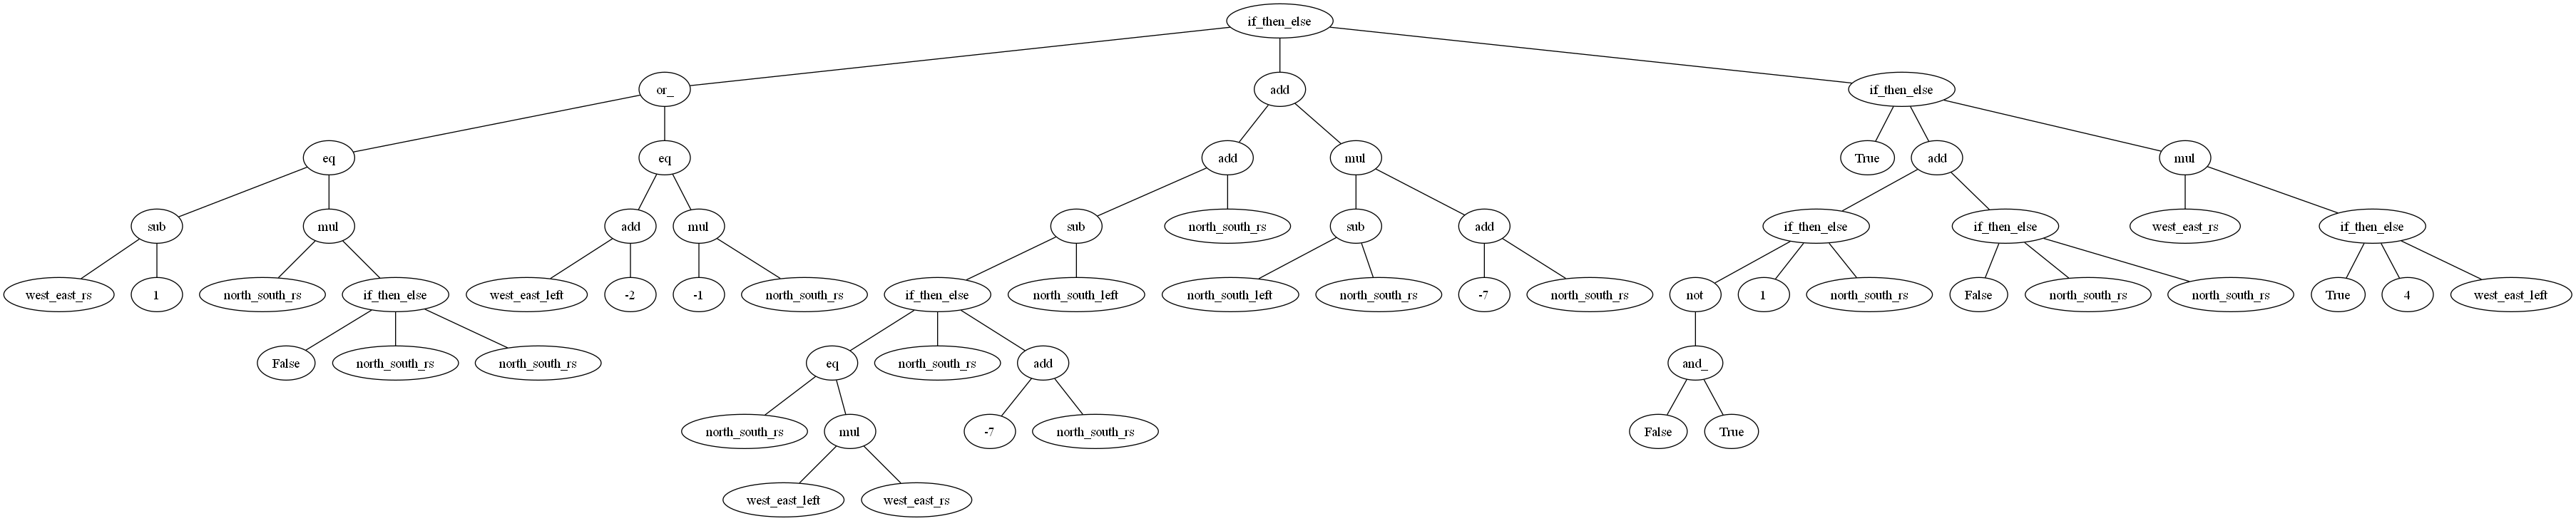 if_then_else
or_
add
if_then_else
eq
eq
add
mul
True
add
mul
sub
mul
add
mul
sub
north_south_rs
sub
add
if_then_else
if_then_else
west_east_rs
if_then_else
west_east_rs
1
north_south_rs
if_then_else
west_east_left
-2
-1
north_south_rs
if_then_else
north_south_left
north_south_left
north_south_rs
-7
north_south_rs
not
1
north_south_rs
False
north_south_rs
north_south_rs
True
4
west_east_left
False
north_south_rs
north_south_rs
eq
north_south_rs
add
and_
north_south_rs
mul
-7
north_south_rs
False
True
west_east_left
west_east_rs